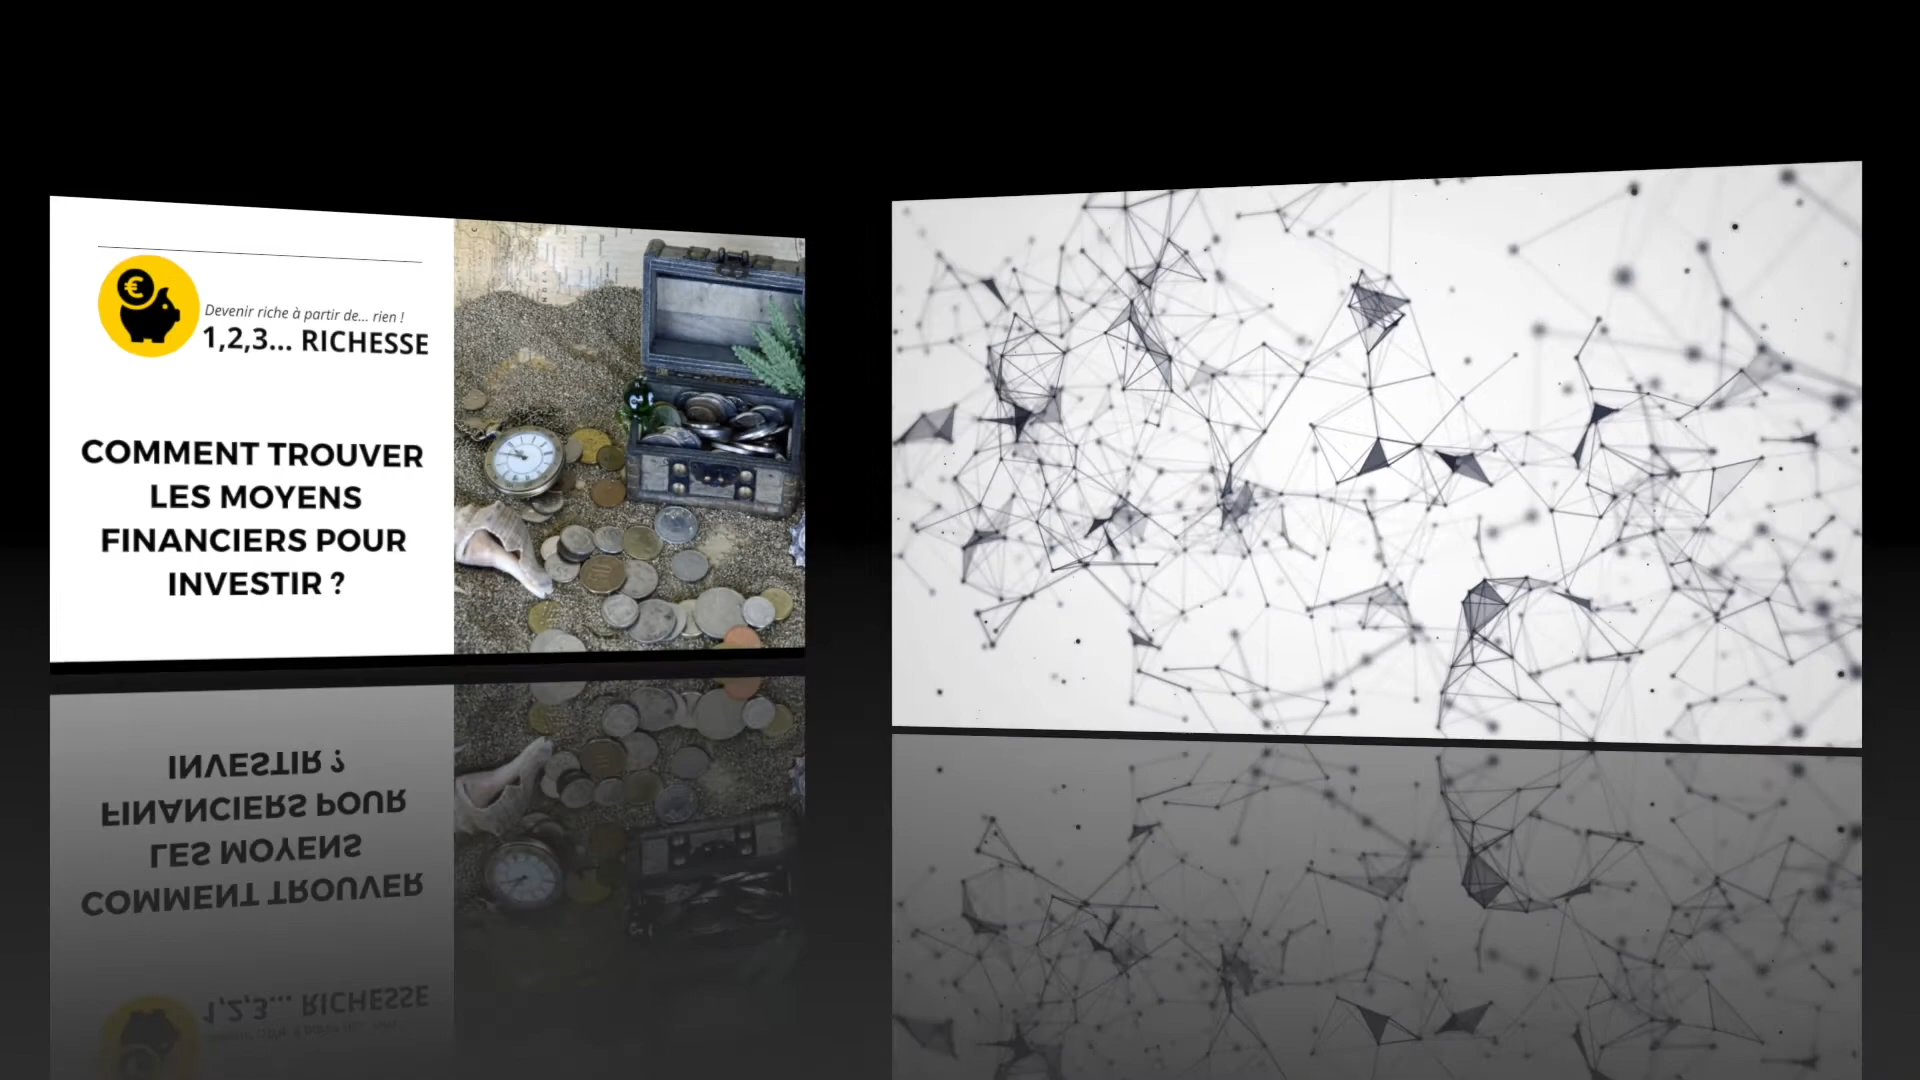 Devenir riche à partir de... rien !
1,2,3... RICHESSE
COMMENT TROUVER
LES MOYENS
FINANCIERS POUR
INVESTIR ?